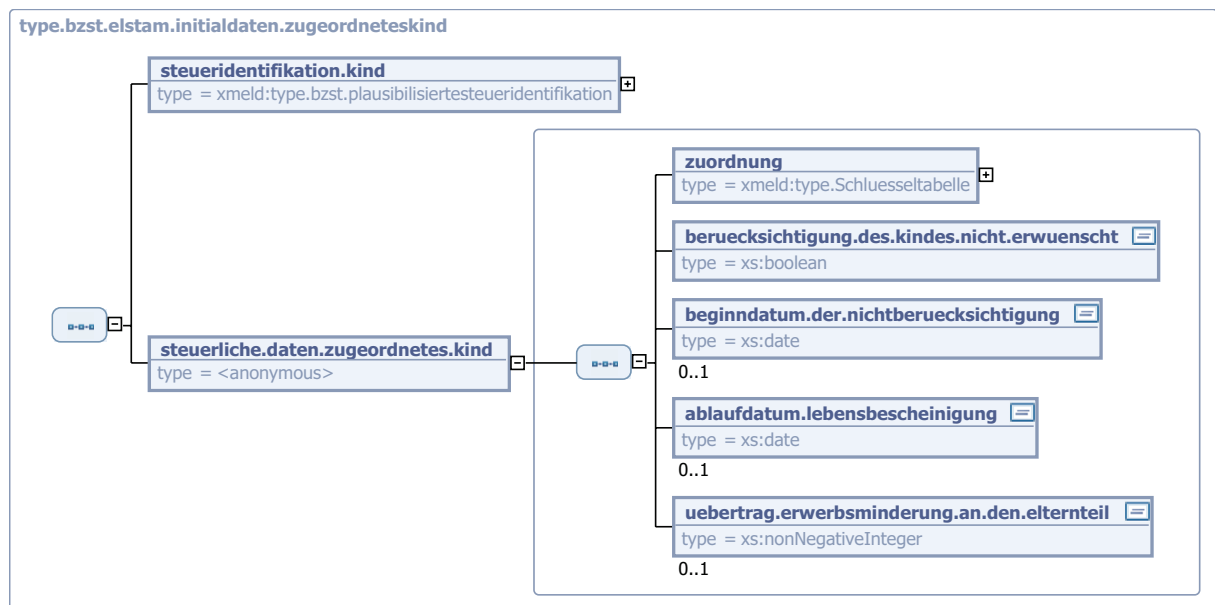 type.bzst.elstam.initialdaten.zugeordneteskind
steueridentifikation.kind
type = xmeld:type.bzst.plausibilisiertesteueridentifikation
zuordnung
type = xmeld:type.Schluesseltabelle
beruecksichtigung.des.kindes.nicht.erwuenscht
type = xs:boolean
beginndatum.der.nichtberuecksichtigung
type = xs:date
0..1
steuerliche.daten.zugeordnetes.kind
type = <anonymous>
ablaufdatum.lebensbescheinigung
type = xs:date
0..1
uebertrag.erwerbsminderung.an.den.elternteil
type = xs:nonNegativeInteger
0..1